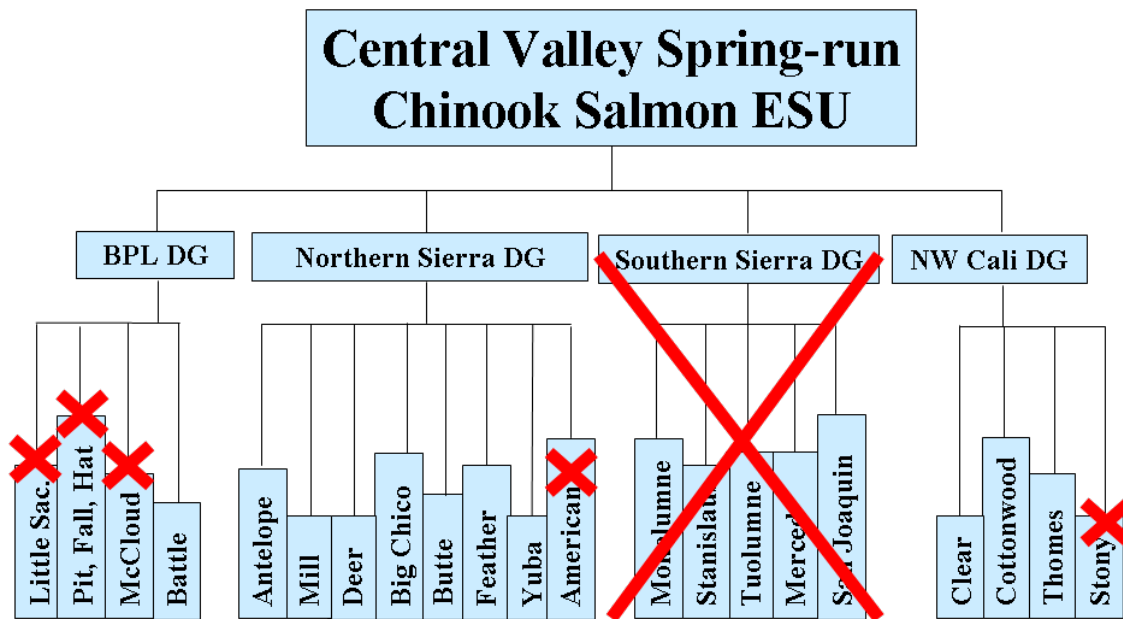 Central Valley Spring-run
Chinook Salmon ESU
BPL DG
Northern Sierra DG
Southern Sierra DG
NW Cali DG
Little Sac.
Pit, Fall, Hat
McCloud
Battle
Antelope
Mill
Deer
Big Chico
Butte
Feather
Yuba
American
Tuolumne
Merced
San Joaquin
Clear
Cottonwood
Thomes
Stony